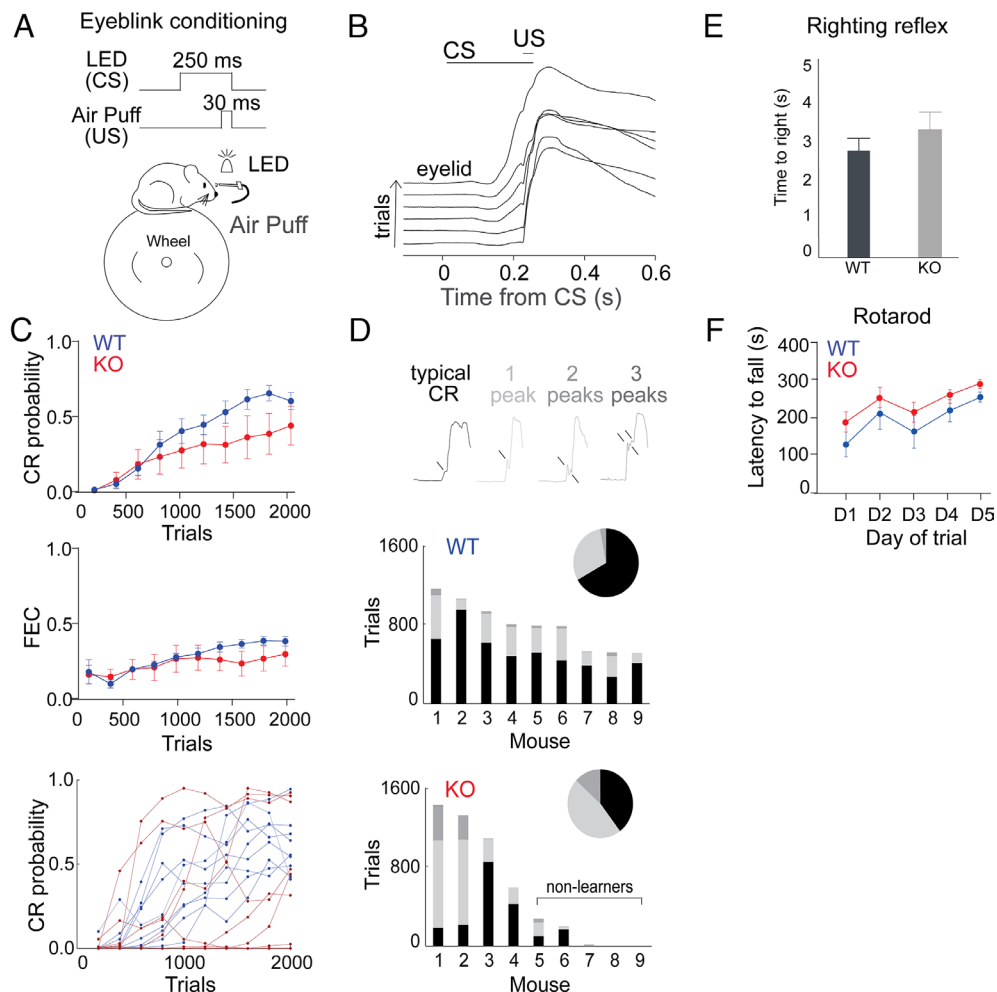 A
Eyeblink conditioning
LED
(CS)
250 ms
Air Puff
(US)
30 ms
LED
Air Puff
Wheel
B
CS
US
eyelid
trials
0
0.2
0.4
0.6
Time from CS (s)
E
Righting reflex
Time to right (s)
5
4
3
2
1
0
WT
KO
C
WT
KO
CR probability
1.0
0.5
0.0
500
1000
1500
2000
Trials
FEC
1.0
0.5
0.0
500
1000
1500
2000
Trials
CR probability
1.0
0.5
0.0
0
1000
2000
Trials
D
typical
CR
1
peak
2
peaks
3
peaks
WT
Trials
1600
800
0
1 2 3 4 5 6 7 8 9
Mouse
KO
Trials
1600
800
0
non-learners
1 2 3 4 5 6 7 8 9
Mouse
F
Rotarod
WT
KO
Latency to fall (s)
400
300
200
100
0
D1 D2 D3 D4 D5
Day of trial